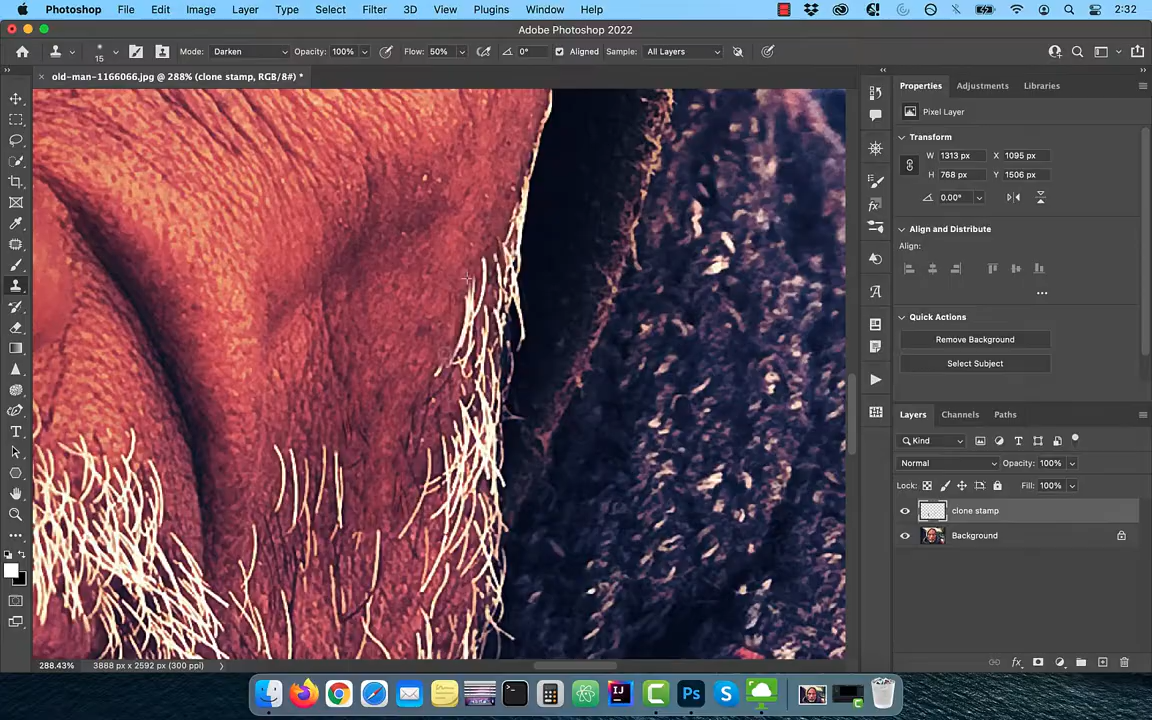 Photoshop File Edit Image Layer Type Select Filter 3D View Plugins Window Help 2:32
Adobe Photoshop 2022
15 Mode: Darken Opacity: 100% Flow: 50% 0° Aligned Sample: All Layers
old-man-1166066.jpg @ 288% (clone stamp, RGB/8#) *
Properties Adjustments Libraries
Pixel Layer
Transform
W 1313 px X 1095 px
H 768 px Y 1506 px
0.00°
Align and Distribute
Align:
Quick Actions
Remove Background
Select Subject
Layers Channels Paths
Kind
Normal Opacity: 100%
Lock: Fill: 100%
clone stamp
Background
288.43% 3888 px x 2592 px (300 ppi)